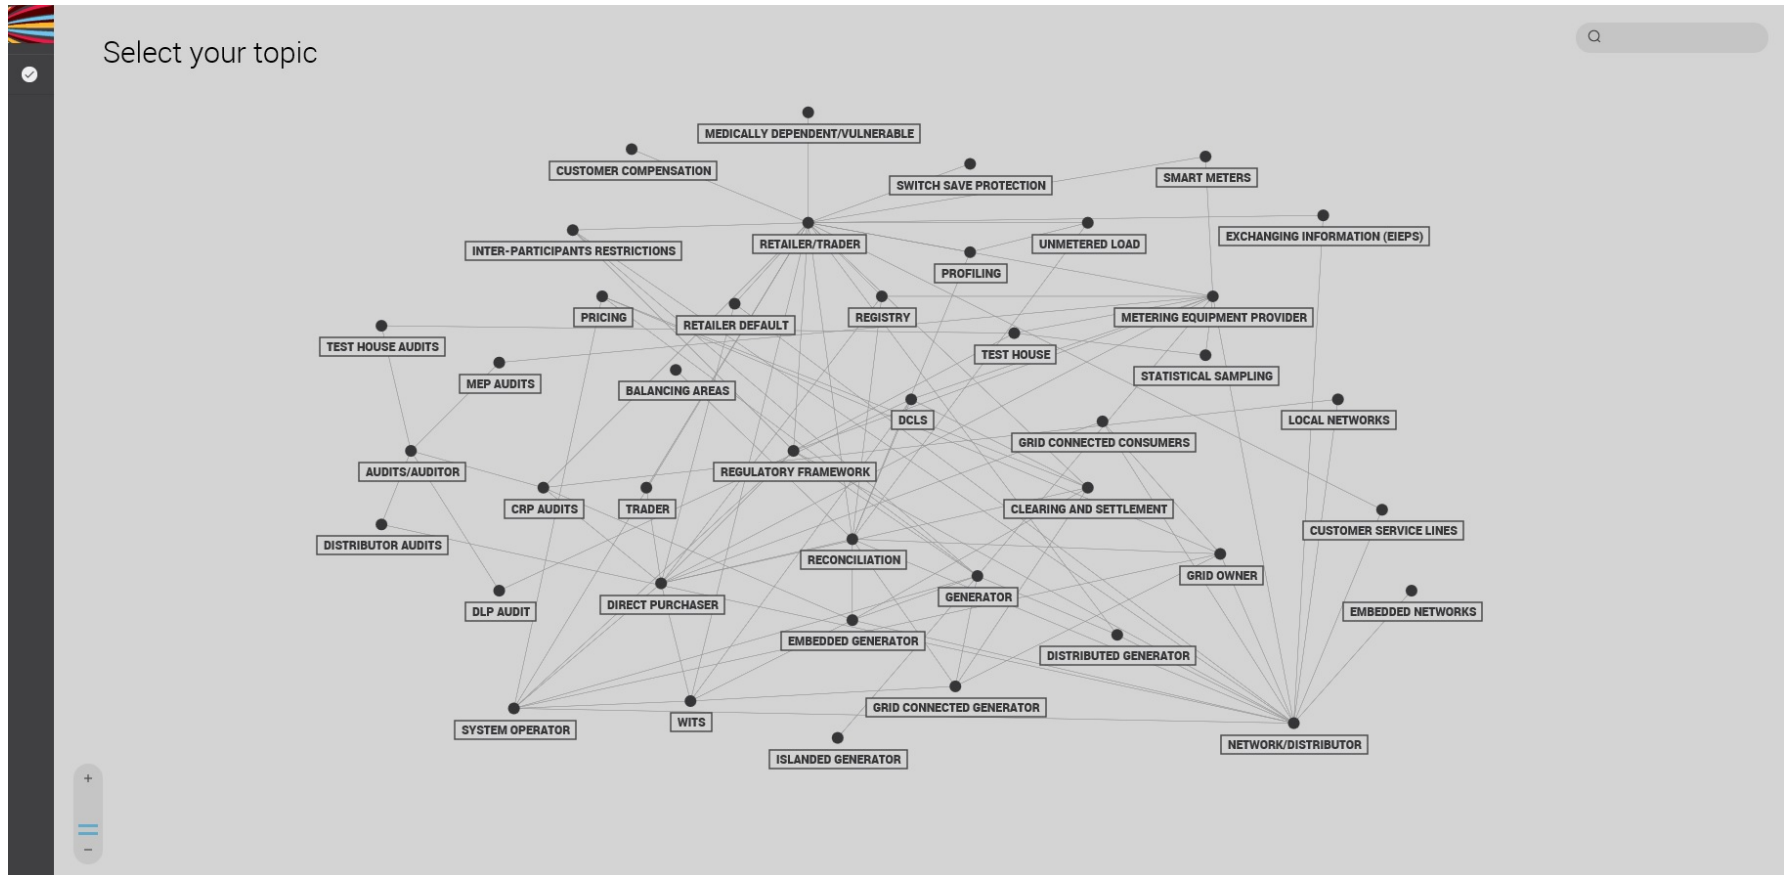 Select your topic
MEDICALLY DEPENDENT/VULNERABLE
CUSTOMER COMPENSATION
SWITCH SAVE PROTECTION
SMART METERS
INTER-PARTICIPANTS RESTRICTIONS
RETAILER/TRADER
UNMETERED LOAD
EXCHANGING INFORMATION (EIEPS)
PROFILING
PRICING
RETAILER DEFAULT
REGISTRY
METERING EQUIPMENT PROVIDER
TEST HOUSE AUDITS
TEST HOUSE
MEP AUDITS
BALANCING AREAS
STATISTICAL SAMPLING
DCLS
GRID CONNECTED CONSUMERS
LOCAL NETWORKS
AUDITS/AUDITOR
REGULATORY FRAMEWORK
CRP AUDITS
TRADER
CLEARING AND SETTLEMENT
CUSTOMER SERVICE LINES
DISTRIBUTOR AUDITS
RECONCILIATION
GRID OWNER
DLP AUDIT
DIRECT PURCHASER
GENERATOR
EMBEDDED NETWORKS
EMBEDDED GENERATOR
DISTRIBUTED GENERATOR
SYSTEM OPERATOR
WITS
GRID CONNECTED GENERATOR
NETWORK/DISTRIBUTOR
ISLANDED GENERATOR
+
−